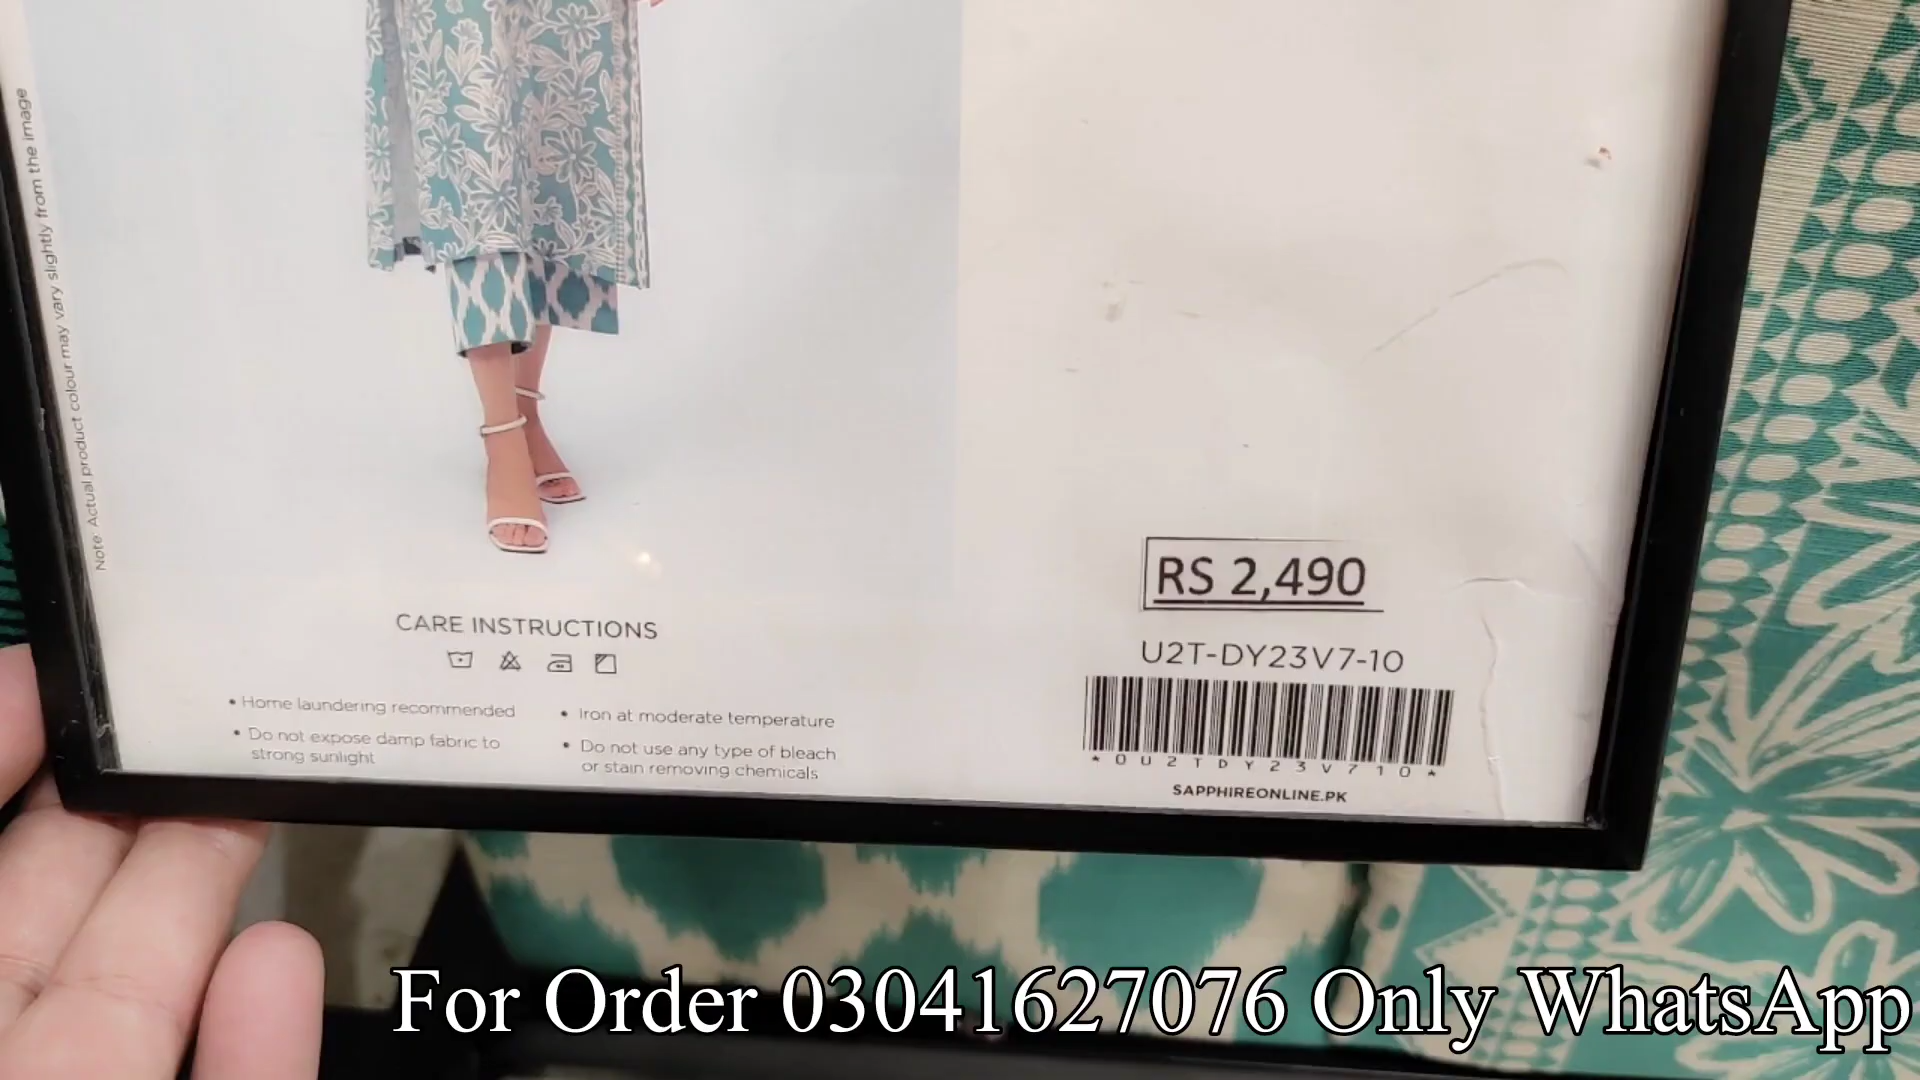 Note: Actual product colour may vary slightly from the image
CARE INSTRUCTIONS
• Home laundering recommended
• Do not expose damp fabric to
strong sunlight
• Iron at moderate temperature
• Do not use any type of bleach
or stain removing chemicals
RS 2,490
U2T-DY23V7-10
*0U2TDY23V710*
SAPPHIREONLINE.PK
For Order 03041627076 Only WhatsApp